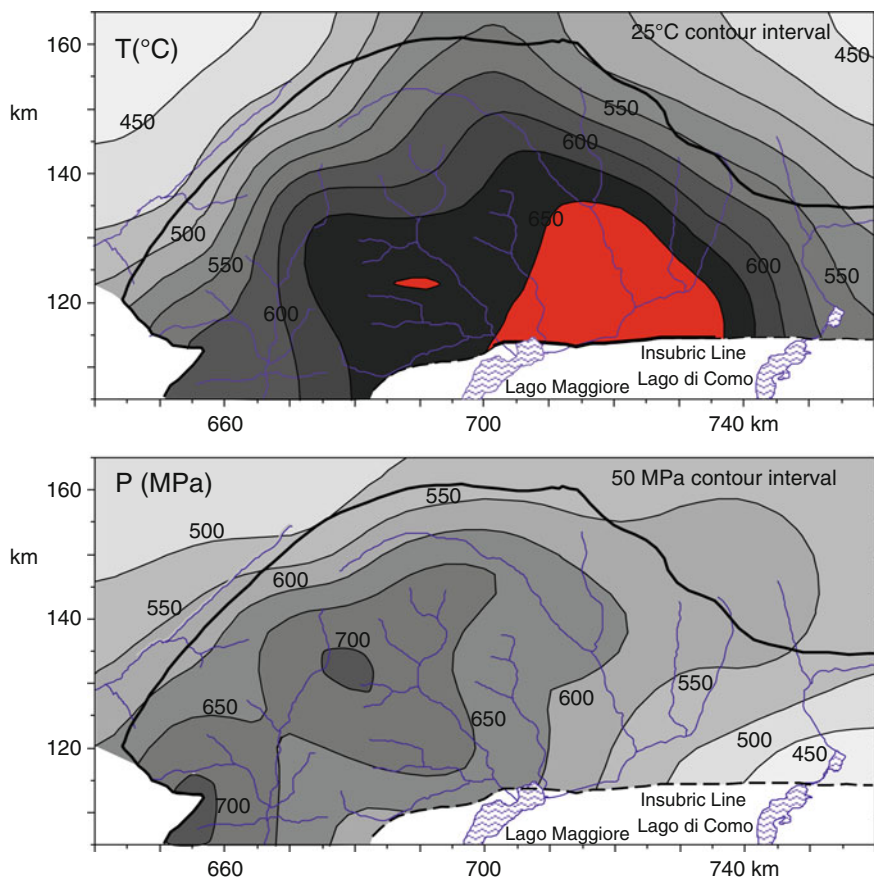 160
T(°C)
25°C contour interval
450
450
km
550
600
140
500
650
550
600
550
120
600
Insubric Line
Lago Maggiore
Lago di Como
660
700
740 km
160
P (MPa)
50 MPa contour interval
550
500
km
600
550
140
700
550
650
650
600
500
120
450
700
Insubric Line
Lago Maggiore
Lago di Como
660
700
740 km